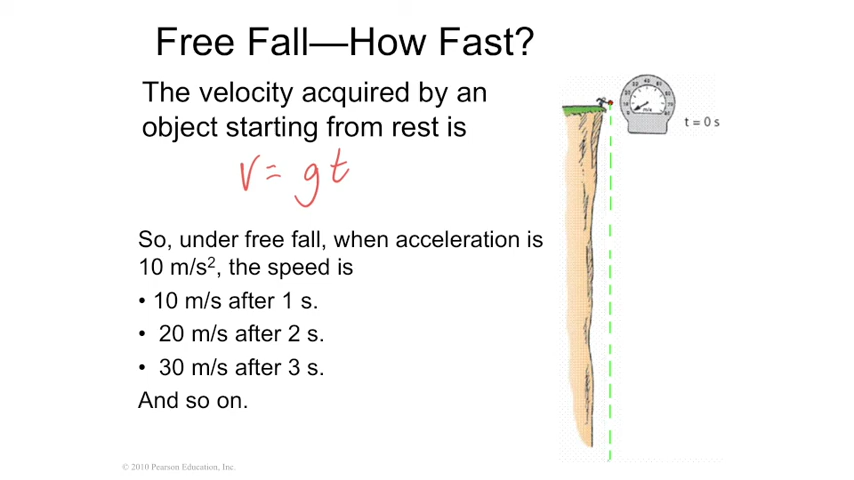 Free Fall—How Fast?
The velocity acquired by an
object starting from rest is
v = gt
So, under free fall, when acceleration is
10 m/s², the speed is
• 10 m/s after 1 s.
• 20 m/s after 2 s.
• 30 m/s after 3 s.
And so on.
t = 0 s
m/s
© 2010 Pearson Education, Inc.